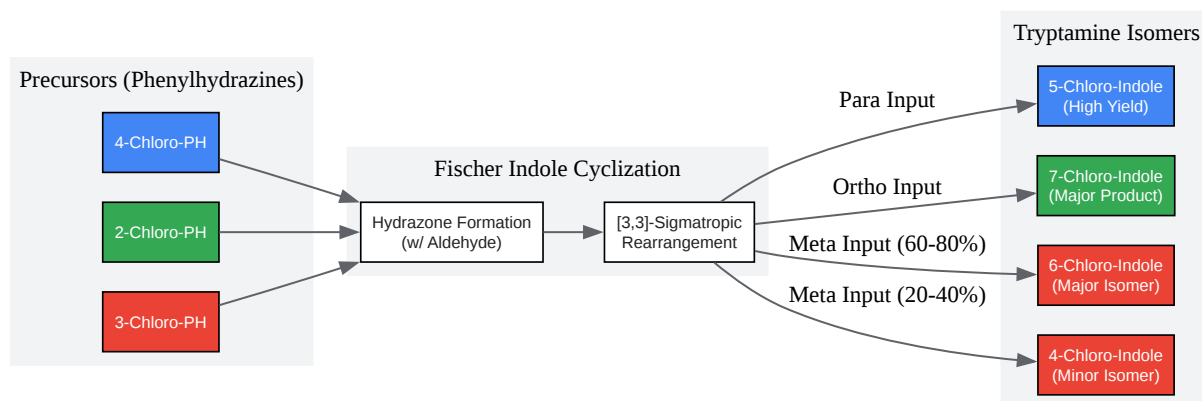 Precursors (Phenylhydrazines)
4-Chloro-PH
2-Chloro-PH
3-Chloro-PH
Fischer Indole Cyclization
Hydrazone Formation
(w/ Aldehyde)
[3,3]-Sigmatropic
Rearrangement
Para Input
Ortho Input
Meta Input (60-80%)
Meta Input (20-40%)
Tryptamine Isomers
5-Chloro-Indole
(High Yield)
7-Chloro-Indole
(Major Product)
6-Chloro-Indole
(Major Isomer)
4-Chloro-Indole
(Minor Isomer)